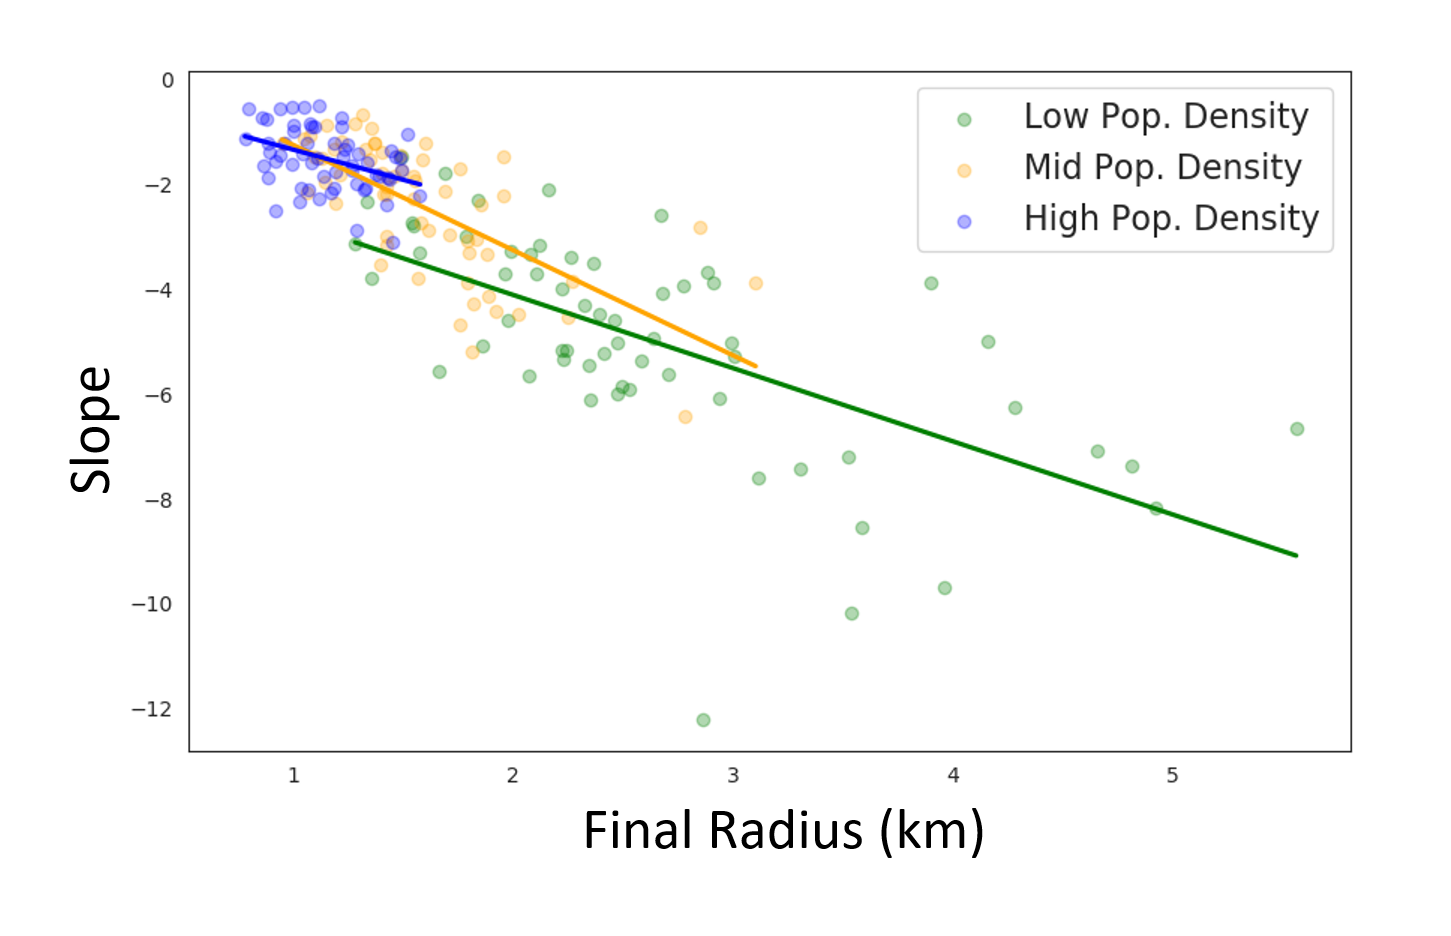 Low Pop. Density
Mid Pop. Density
High Pop. Density
0
−2
−4
−6
−8
−10
−12
Slope
1 2 3 4 5
Final Radius (km)